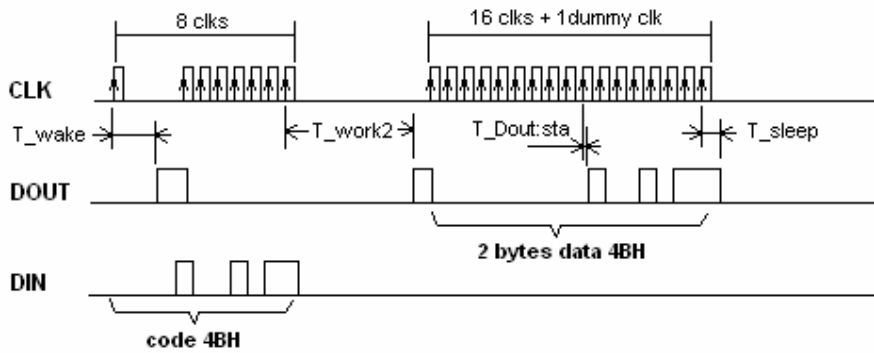 8 clks
16 clks + 1dummy clk
CLK
T_wake
T_work2
T_Dout:sta
T_sleep
DOUT
2 bytes data 4BH
DIN
code 4BH